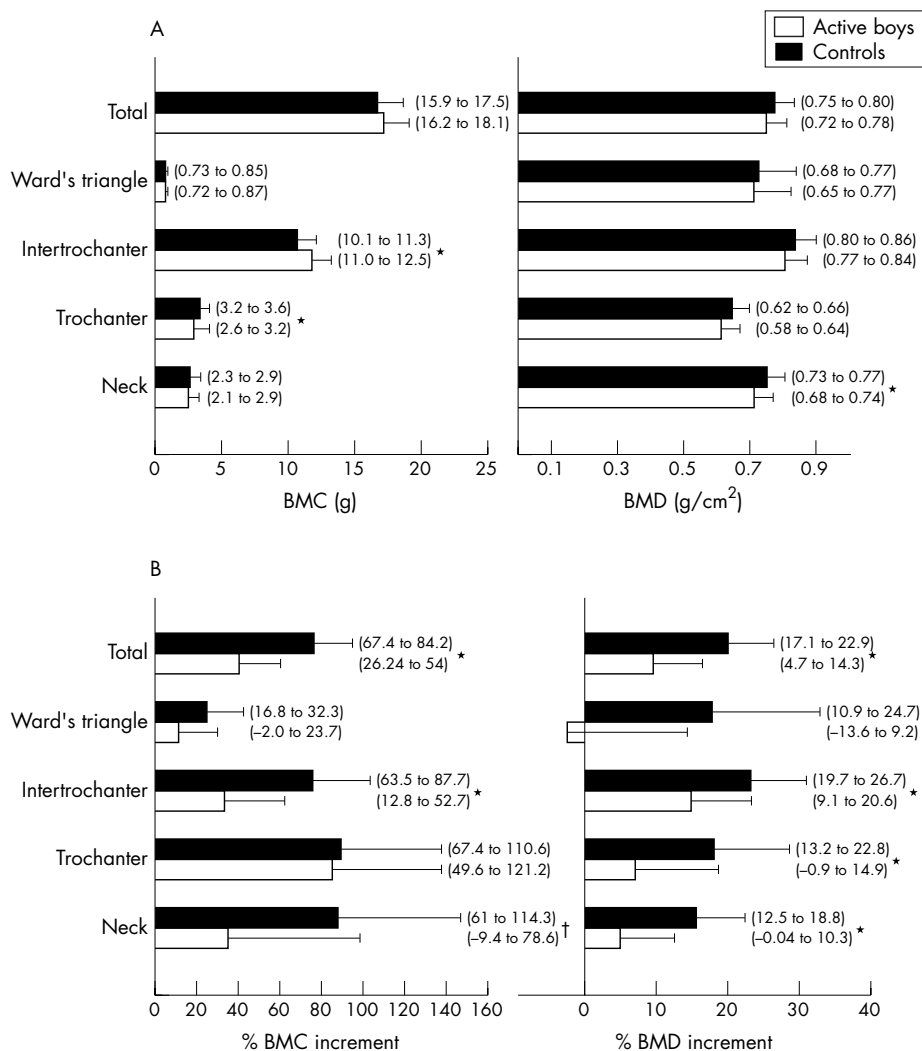 A
Active boys
Controls
Total
(15.9 to 17.5)
(16.2 to 18.1)
(0.75 to 0.80)
(0.72 to 0.78)
Ward's triangle
(0.73 to 0.85)
(0.72 to 0.87)
(0.68 to 0.77)
(0.65 to 0.77)
Intertrochanter
(10.1 to 11.3)
(11.0 to 12.5) ★
(0.80 to 0.86)
(0.77 to 0.84)
Trochanter
(3.2 to 3.6)
(2.6 to 3.2) ★
(0.62 to 0.66)
(0.58 to 0.64)
Neck
(2.3 to 2.9)
(2.1 to 2.9)
(0.73 to 0.77)
(0.68 to 0.74) ★
0 5 10 15 20 25
BMC (g)
0.1 0.3 0.5 0.7 0.9
BMD (g/cm²)
B
Total
(67.4 to 84.2)
(26.24 to 54) ★
(17.1 to 22.9)
(4.7 to 14.3) ★
Ward's triangle
(16.8 to 32.3)
(–2.0 to 23.7)
(10.9 to 24.7)
(–13.6 to 9.2)
Intertrochanter
(63.5 to 87.7)
(12.8 to 52.7) ★
(19.7 to 26.7)
(9.1 to 20.6) ★
Trochanter
(67.4 to 110.6)
(49.6 to 121.2)
(13.2 to 22.8)
(–0.9 to 14.9) ★
Neck
(61 to 114.3)
(–9.4 to 78.6) †
(12.5 to 18.8)
(–0.04 to 10.3) ★
0 20 40 60 80 100 120 140 160
% BMC increment
0 10 20 30 40
% BMD increment